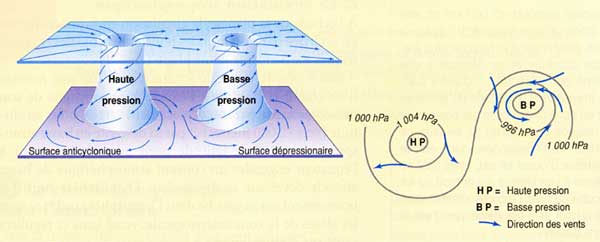 Haute
pression
Basse
pression
Surface anticyclonique
Surface dépressionaire
1 000 hPa
1 004 hPa
H P
B P
996 hPa
1 000 hPa
H P = Haute pression
B P = Basse pression
Direction des vents